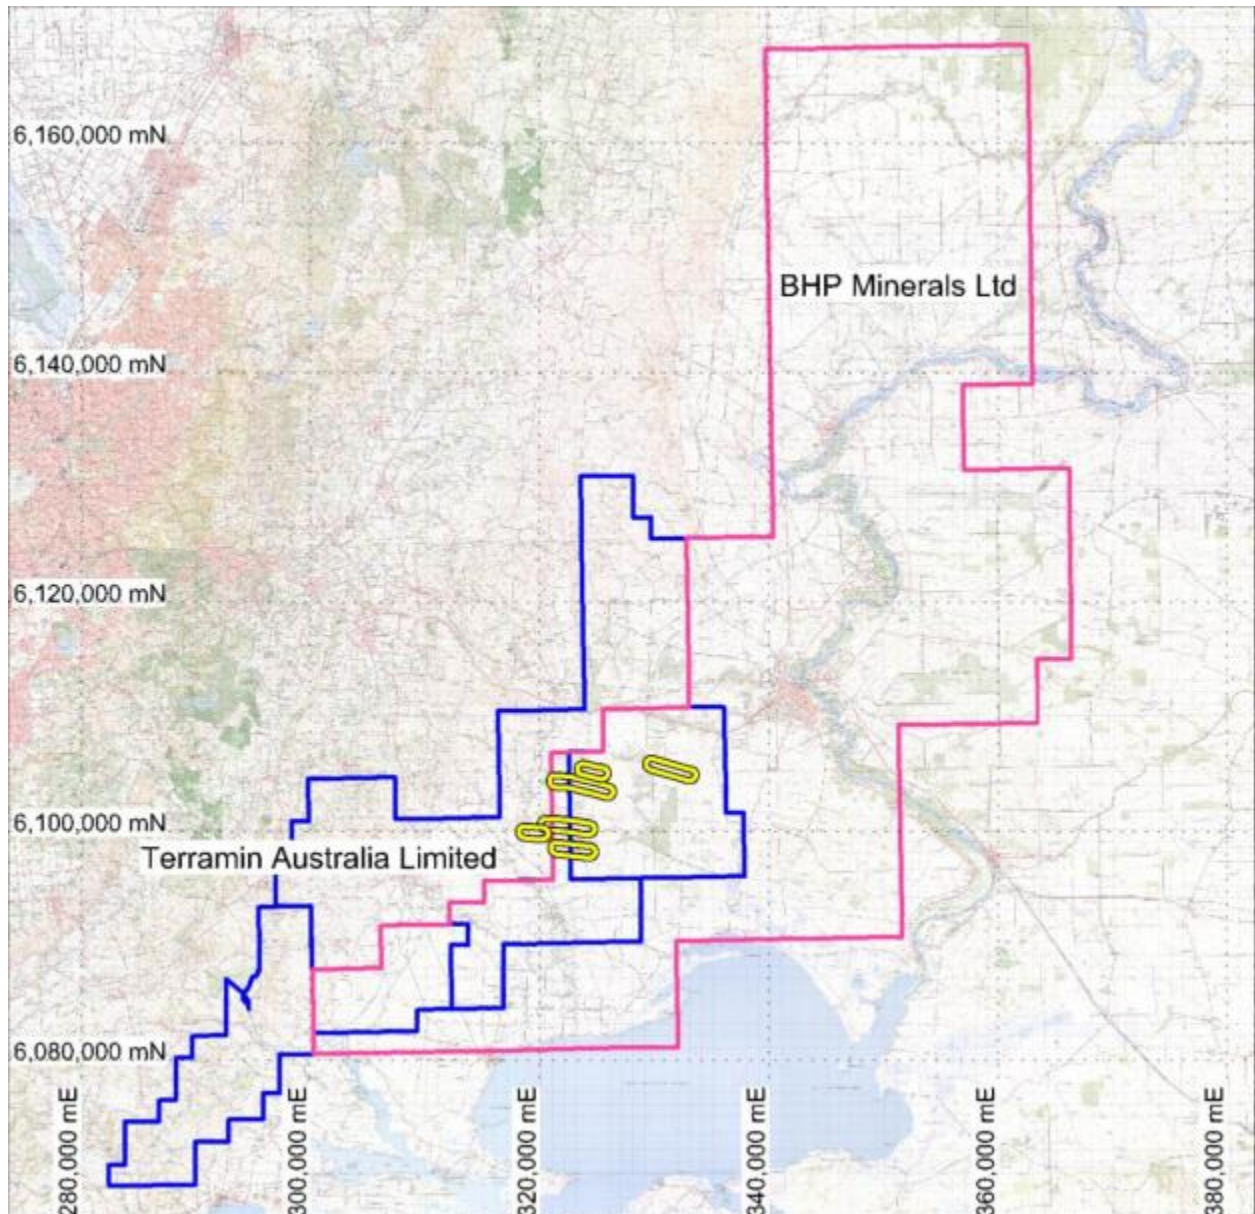 6,160,000 mN
BHP Minerals Ltd
6,140,000 mN
6,120,000 mN
6,100,000 mN
Terramin Australia Limited
6,080,000 mN
280,000 mE
300,000 mE
320,000 mE
340,000 mE
360,000 mE
380,000 mE